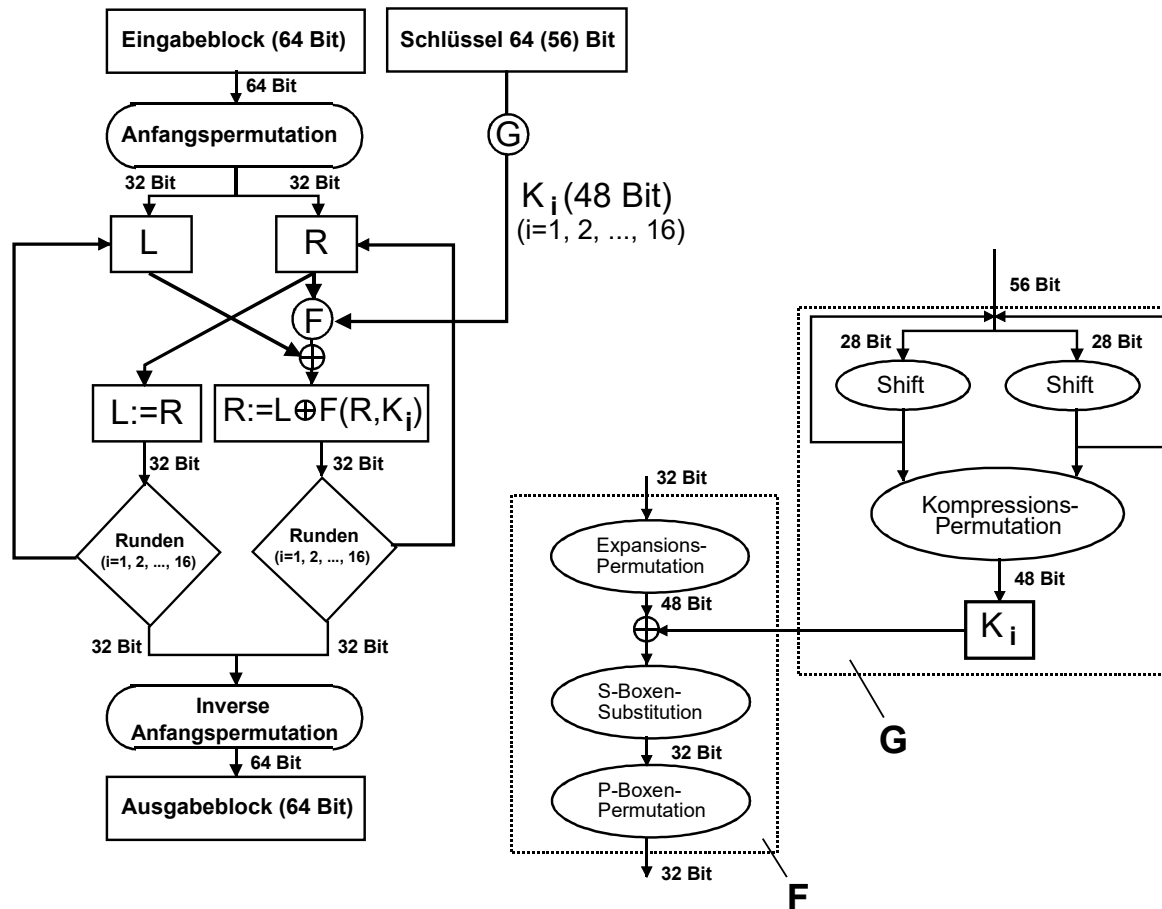 Eingabeblock (64 Bit)
Schlüssel 64 (56) Bit
64 Bit
Anfangspermutation
G
32 Bit
32 Bit
K i (48 Bit)
(i=1, 2, ..., 16)
L
R
F
L:=R
R:=L⊕F(R,K i)
32 Bit
32 Bit
Runden
(i=1, 2, ..., 16)
Runden
(i=1, 2, ..., 16)
32 Bit
32 Bit
Inverse
Anfangspermutation
64 Bit
Ausgabeblock (64 Bit)
32 Bit
Expansions-
Permutation
48 Bit
S-Boxen-
Substitution
32 Bit
P-Boxen-
Permutation
32 Bit
F
56 Bit
28 Bit
28 Bit
Shift
Shift
Kompressions-
Permutation
48 Bit
K i
G